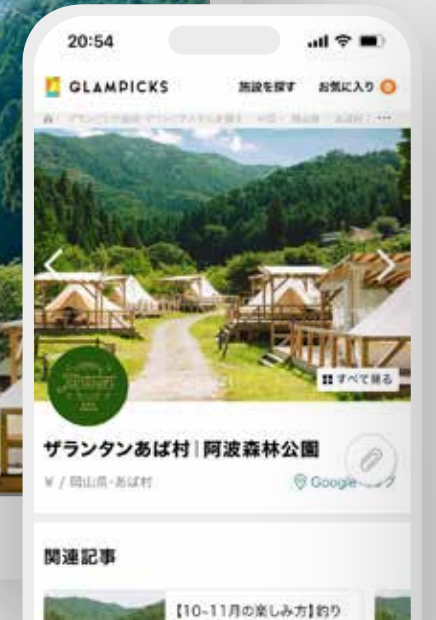 20:54
GLAMPICKS 施設を探す お気に入り
すべて見る
ザランタンあば村 | 阿波森林公園
¥ / 岡山県・あば村 Google
関連記事
【10~11月の楽しみ方】釣り